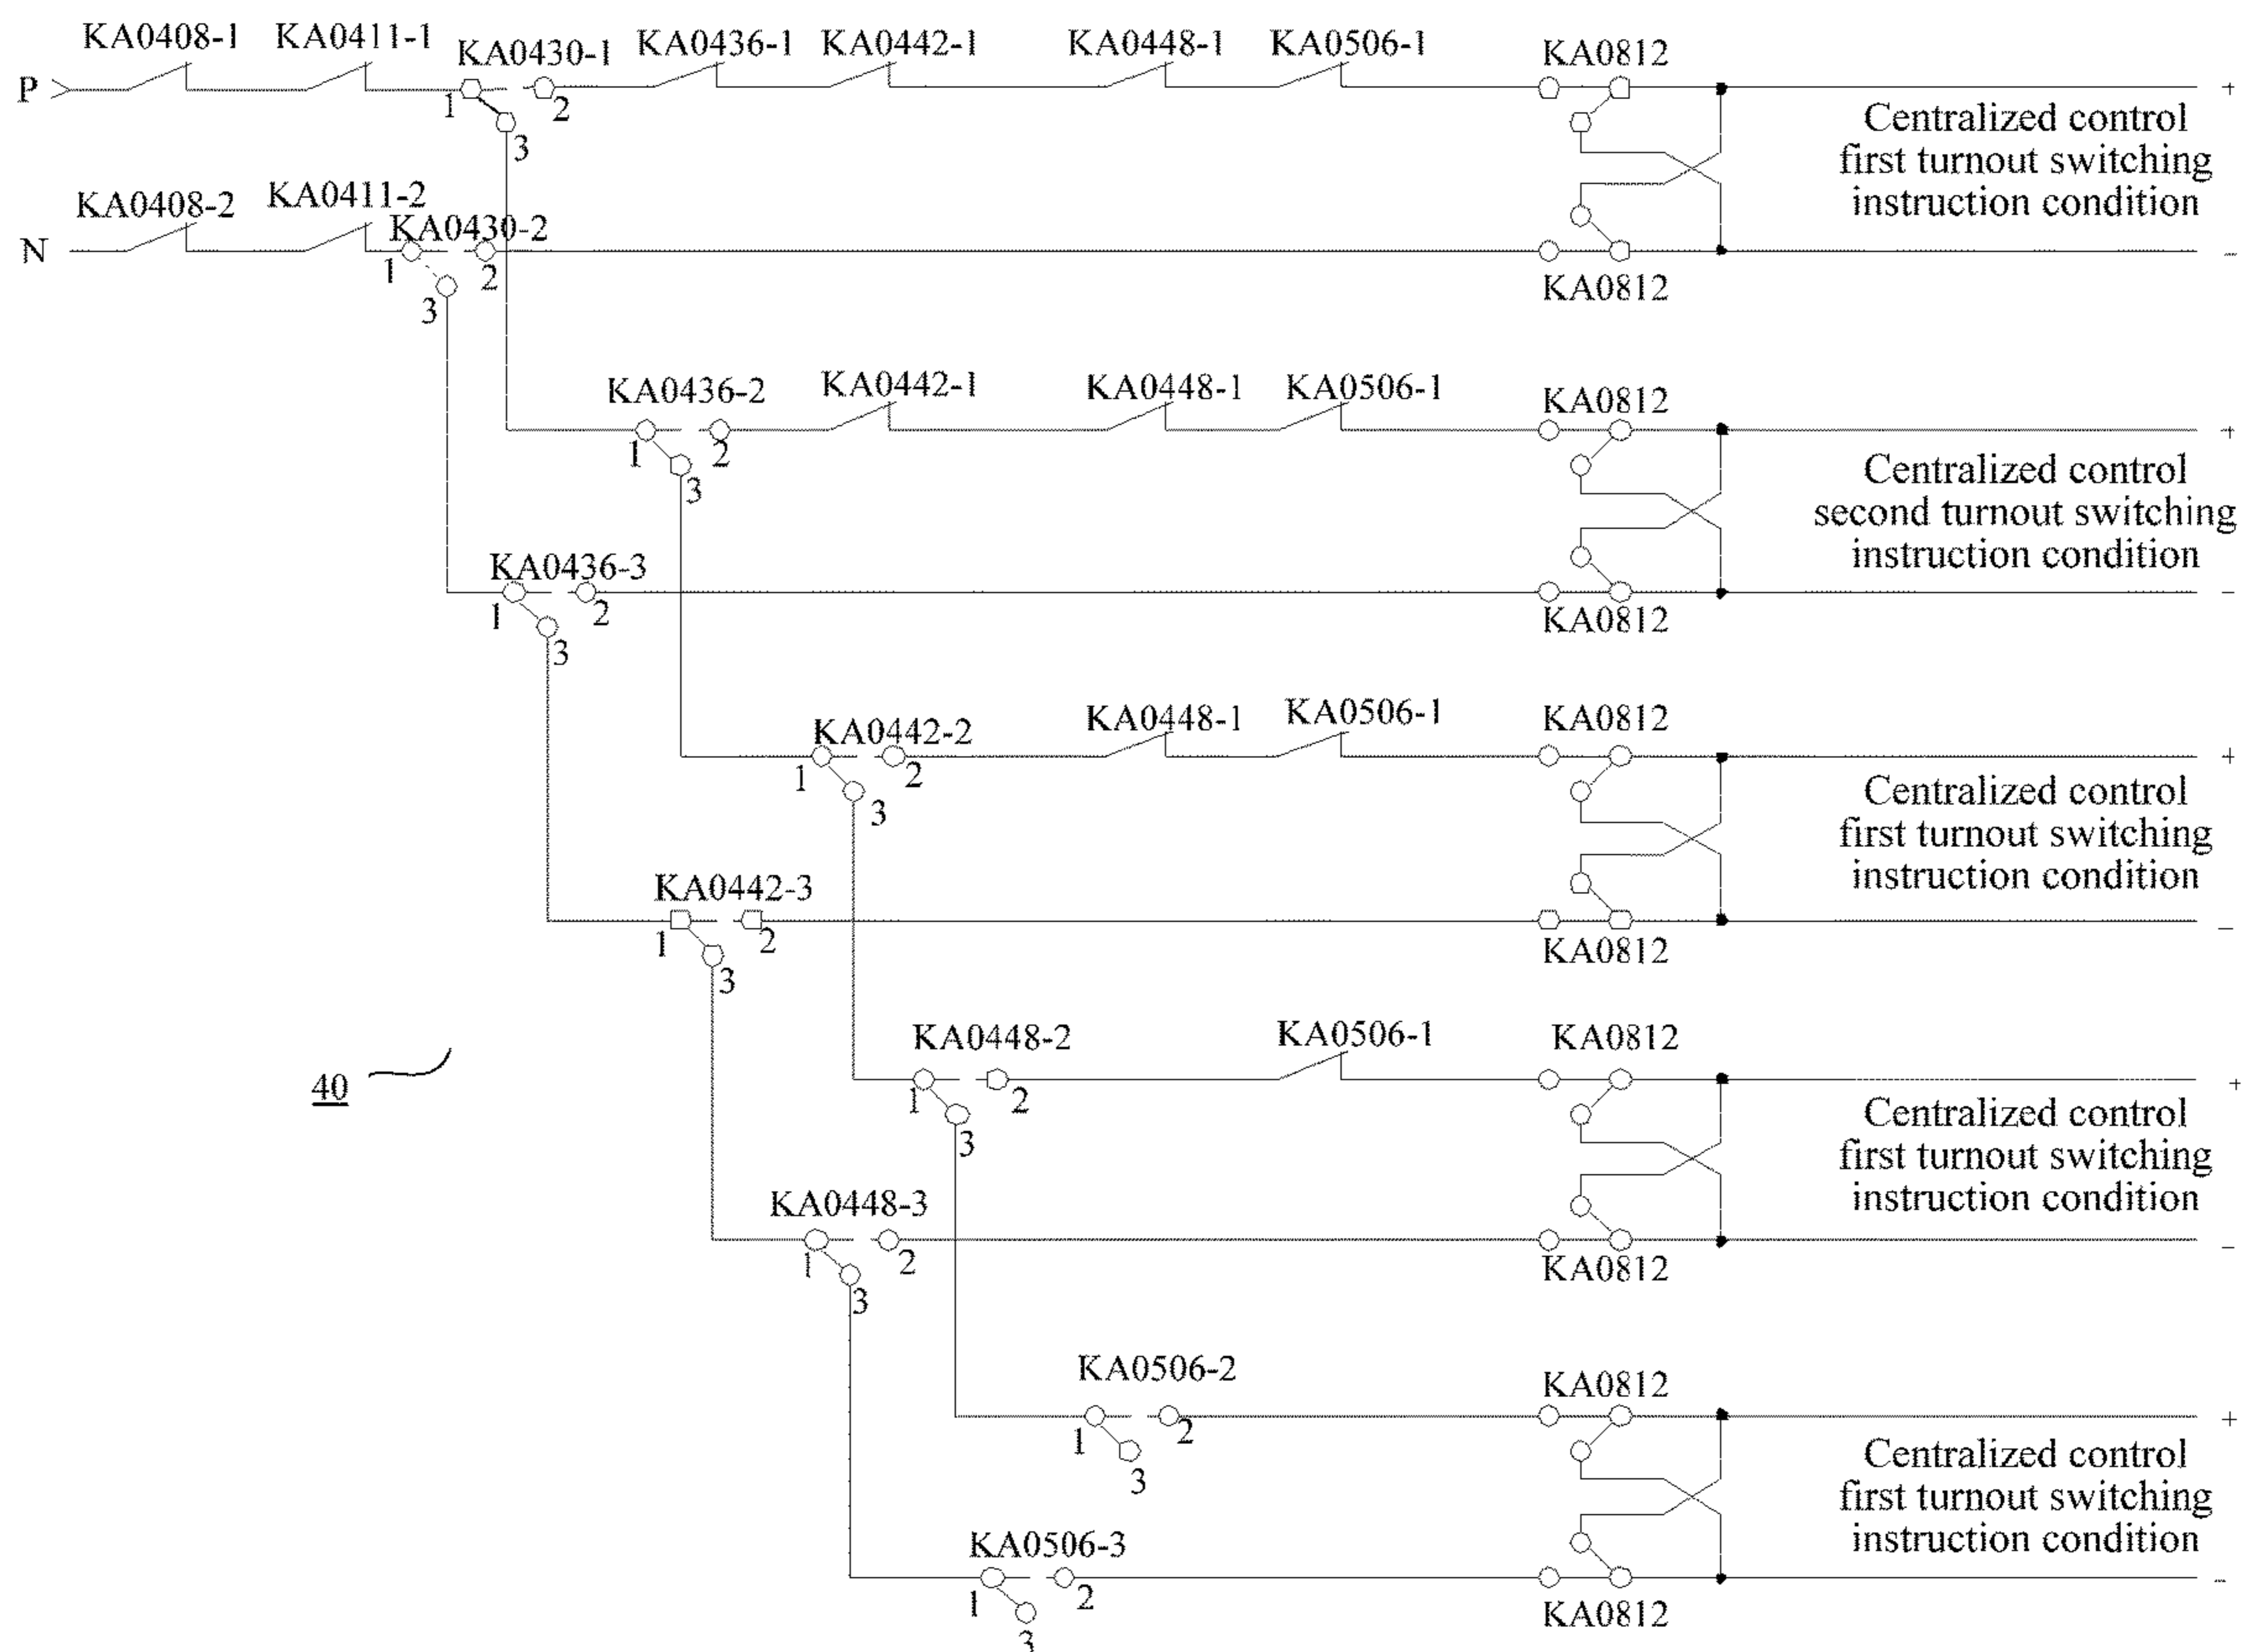 KA0408-1 KA0411-1 KA0430-1 KA0436-1 KA0442-1 KA0448-1 KA0506-1 KA0812
P 1 2 +
3
Centralized control
first turnout switching
instruction condition
KA0408-2 KA0411-2 KA0430-2
N 1 2 –
3
KA0812
KA0436-2 KA0442-1 KA0448-1 KA0506-1 KA0812
1 2 +
3
Centralized control
second turnout switching
instruction condition
KA0436-3
1 2 –
3
KA0812
KA0442-2 KA0448-1 KA0506-1 KA0812
1 2 +
3
Centralized control
first turnout switching
instruction condition
KA0442-3
1 2 –
3
KA0812
40
KA0448-2 KA0506-1 KA0812
1 2 +
3
Centralized control
first turnout switching
instruction condition
KA0448-3
1 2 –
3
KA0812
KA0506-2 KA0812
1 2 +
3
Centralized control
first turnout switching
instruction condition
KA0506-3
1 2 –
3
KA0812